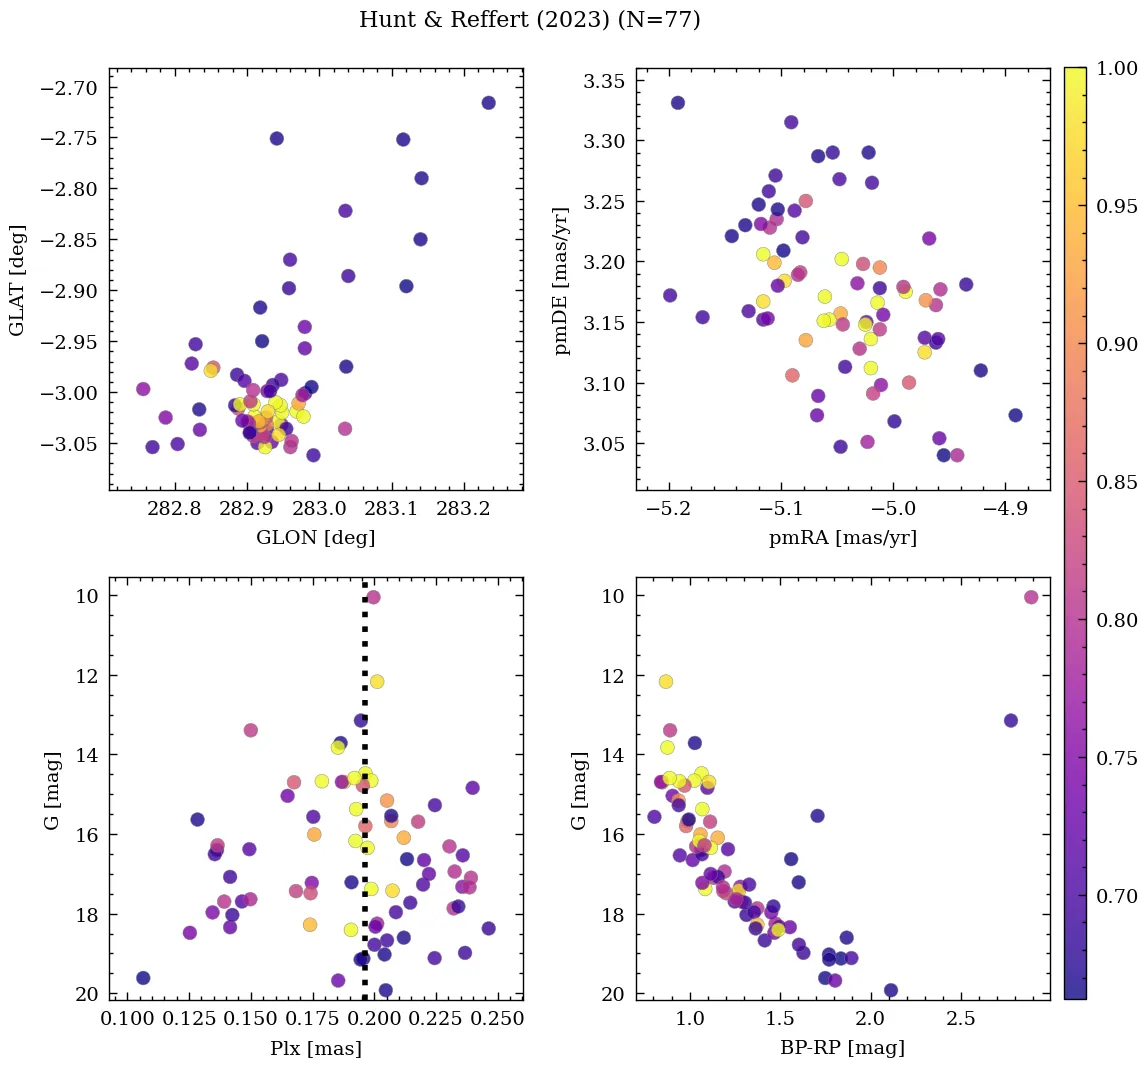 Hunt & Reffert (2023) (N=77)
−2.70
−2.75
−2.80
−2.85
−2.90
−2.95
−3.00
−3.05
GLAT [deg]
282.8 282.9 283.0 283.1 283.2
GLON [deg]
3.35
3.30
3.25
3.20
3.15
3.10
3.05
pmDE [mas/yr]
−5.2 −5.1 −5.0 −4.9
pmRA [mas/yr]
1.00
0.95
0.90
0.85
0.80
0.75
0.70
10
12
14
16
18
20
G [mag]
0.100 0.125 0.150 0.175 0.200 0.225 0.250
Plx [mas]
10
12
14
16
18
20
G [mag]
1.0 1.5 2.0 2.5
BP-RP [mag]